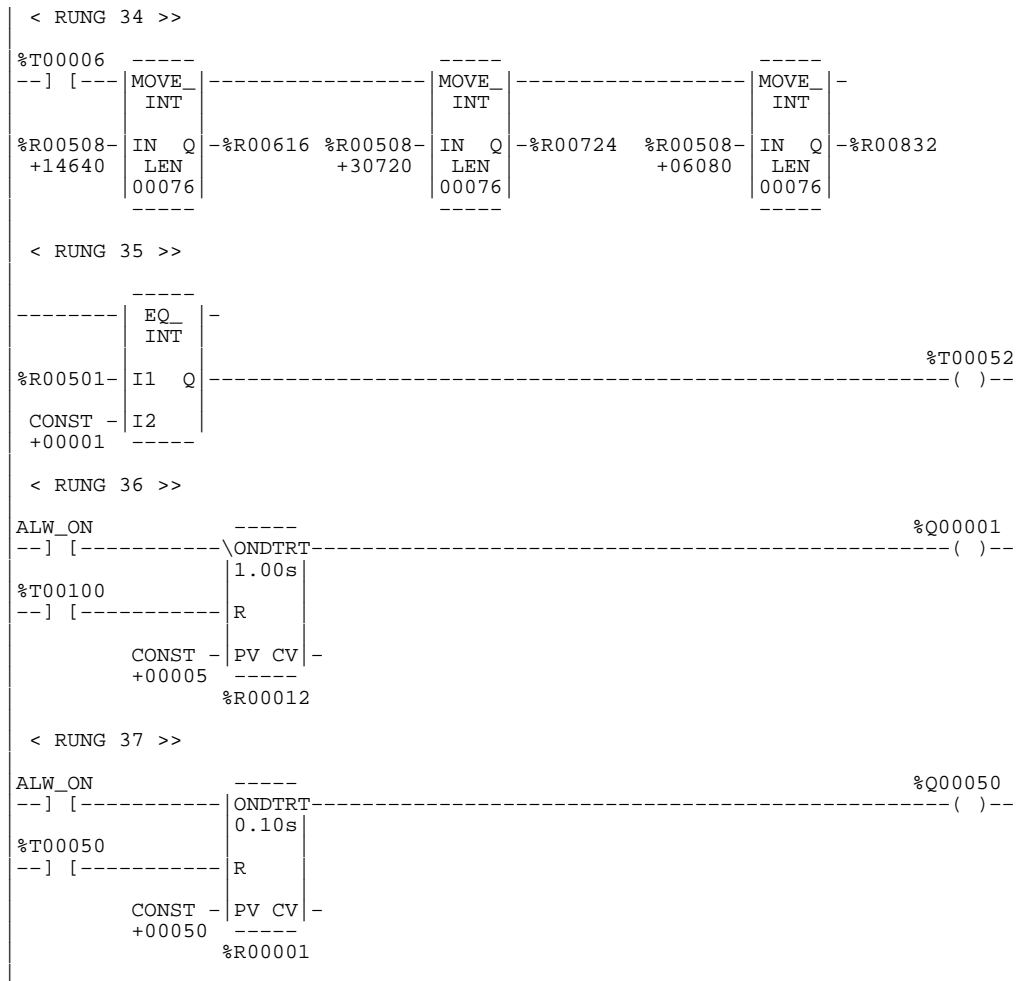 < RUNG 34 >>
%T00006 ----- ----- -----
--] [---|MOVE_|-----------------|MOVE_|-----------------|MOVE_|-
INT INT INT
%R00508-|IN Q|-%R00616 %R00508-|IN Q|-%R00724 %R00508-|IN Q|-%R00832
+14640 LEN +30720 LEN +06080 LEN
|00076| |00076| |00076|
----- ----- -----
< RUNG 35 >>
-----
--------| EQ_ |-
INT
%T00052
%R00501-|I1 Q|----------------------------------------------------------( )--
CONST -|I2
+00001 -----
< RUNG 36 >>
ALW_ON ----- %Q00001
--] [-----------\ONDTRT--------------------------------------------------( )--
|1.00s|
%T00100
--] [-----------|R
CONST -|PV CV|-
+00005 -----
%R00012
< RUNG 37 >>
ALW_ON ----- %Q00050
--] [-----------|ONDTRT--------------------------------------------------( )--
|0.10s|
%T00050
--] [-----------|R
CONST -|PV CV|-
+00050 -----
%R00001